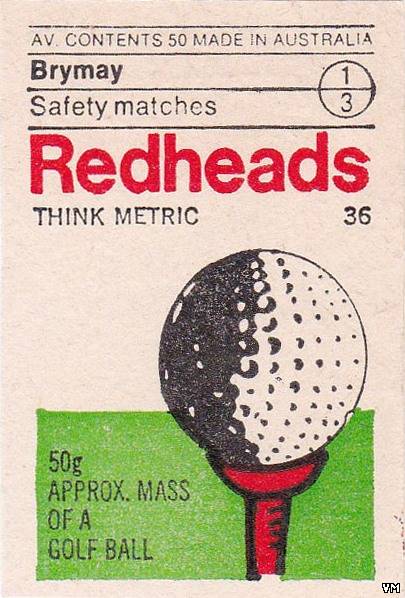 AV. CONTENTS 50 MADE IN AUSTRALIA
Brymay
1
Safety matches
3
Redheads
THINK METRIC 36
50g
APPROX. MASS
OF A
GOLF BALL
VM